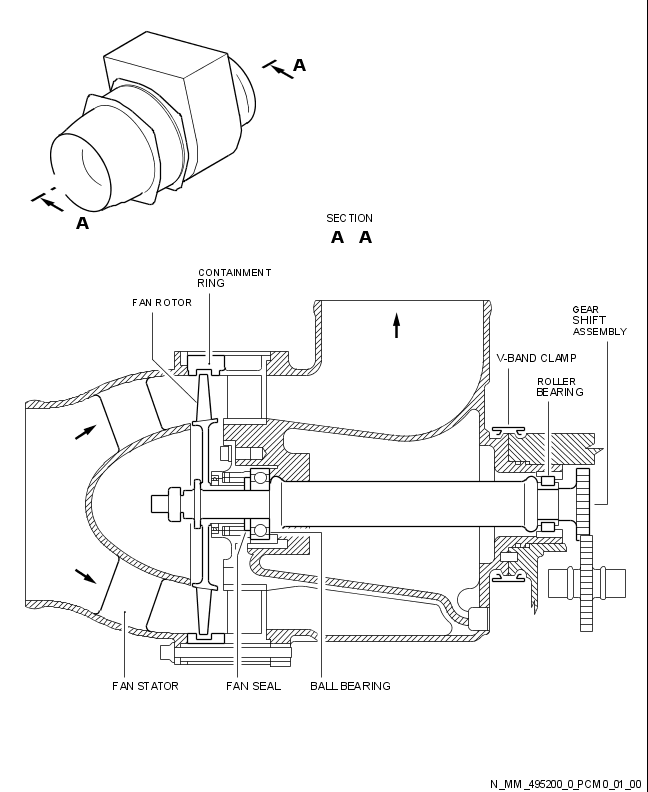 A
A
SECTION
A A
CONTAINMENT
RING
FAN ROTOR
GEAR
SHIFT
ASSEMBLY
V-BAND CLAMP
ROLLER
BEARING
FAN STATOR
FAN SEAL
BALL BEARING
N_MM_495200_0_PCM0_01_00